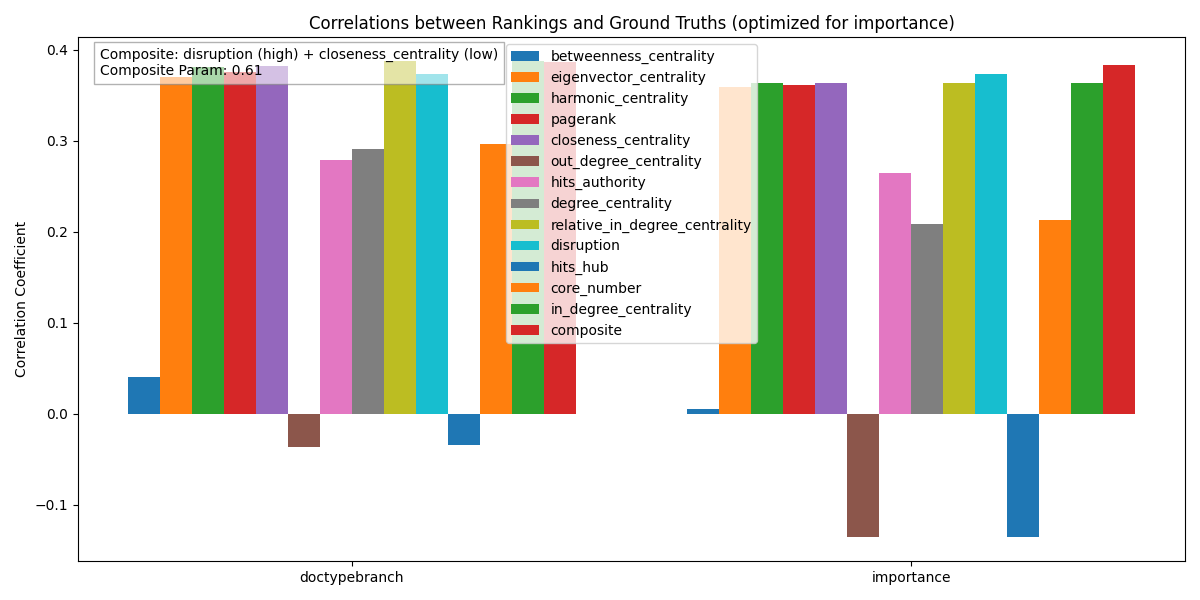 Correlations between Rankings and Ground Truths (optimized for importance)
Composite: disruption (high) + closeness_centrality (low)
Composite Param: 0.61
betweenness_centrality
eigenvector_centrality
harmonic_centrality
pagerank
closeness_centrality
out_degree_centrality
hits_authority
degree_centrality
relative_in_degree_centrality
disruption
hits_hub
core_number
in_degree_centrality
composite
Correlation Coefficient
0.4
0.3
0.2
0.1
0.0
−0.1
doctypebranch
importance